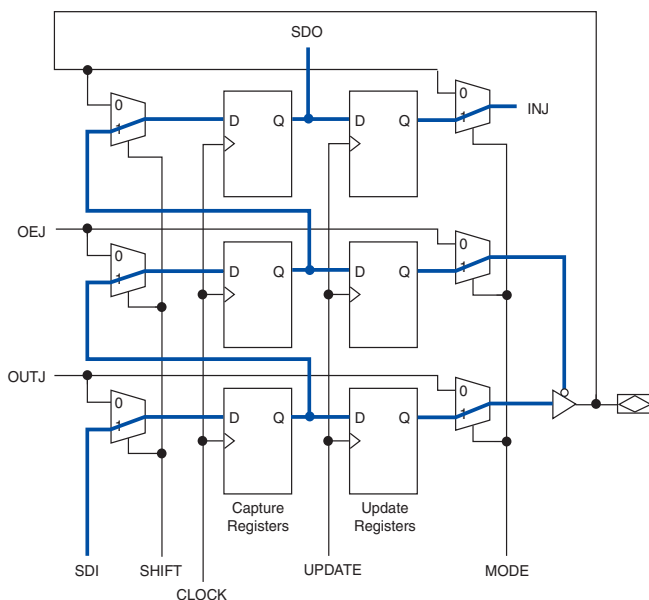 SDO
0
1
D Q
D Q
0
1
INJ
OEJ
0
1
D Q
D Q
0
1
OUTJ
0
1
D Q
D Q
0
1
Capture
Registers
Update
Registers
SDI
SHIFT
CLOCK
UPDATE
MODE